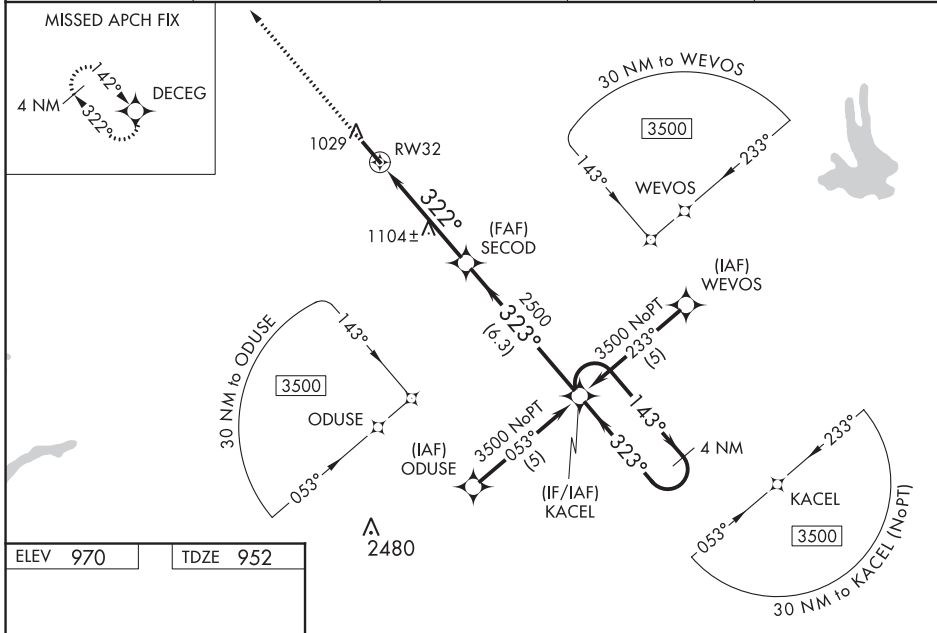 MISSED APCH FIX
142°
DECEG
4 NM
322°
1029
RW32
322°
1104±
(FAF)
SECOD
2500
323°
(6.3)
30 NM to WEVOS
3500
143°
233°
WEVOS
(IAF)
WEVOS
3500 NoPT
233°
(5)
30 NM to ODUSE
143°
3500
ODUSE
053°
3500 NoPT
053°
(5)
(IAF)
ODUSE
143°
323°
4 NM
(IF/IAF)
KACEL
233°
KACEL
053°
3500
30 NM to KACEL (NoPT)
2480
ELEV 970
TDZE 952